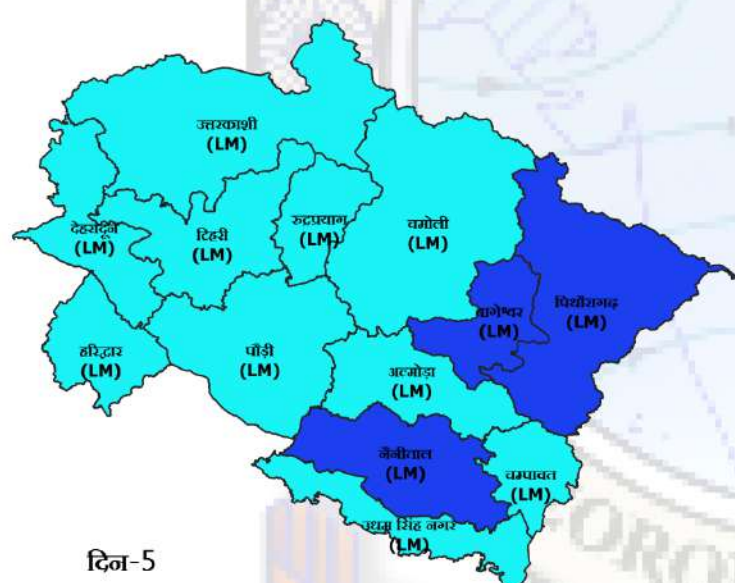 उत्तरकाशी
(LM)
देहरादून
(LM)
टिहरी
(LM)
रुद्रप्रयाग
(LM)
चमोली
(LM)
बागेश्वर
(LM)
पिथौरागढ़
(LM)
हरिद्वार
(LM)
पौड़ी
(LM)
अल्मोड़ा
(LM)
नैनीताल
(LM)
चम्पावत
(LM)
उधम सिंह नगर
(LM)
दिन-5